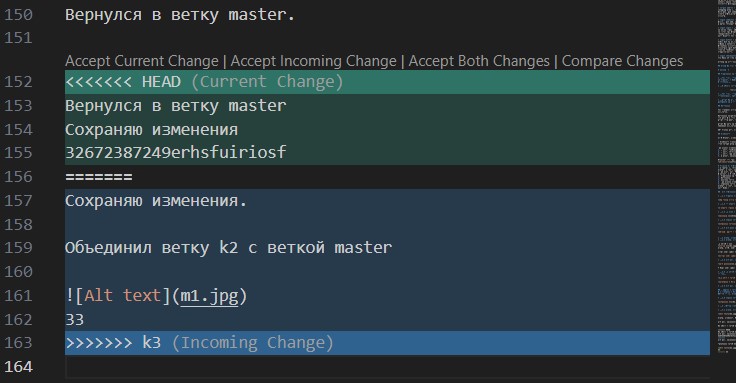 150 Вернулся в ветку master.
151
Accept Current Change | Accept Incoming Change | Accept Both Changes | Compare Changes
152 <<<<<<< HEAD (Current Change)
153 Вернулся в ветку master
154 Сохраняю изменения
155 32672387249erhsfuiriosf
156 =======
157 Сохраняю изменения.
158
159 Объединил ветку k2 с веткой master
160
161 ![Alt text](m1.jpg)
162 33
163 >>>>>>> k3 (Incoming Change)
164